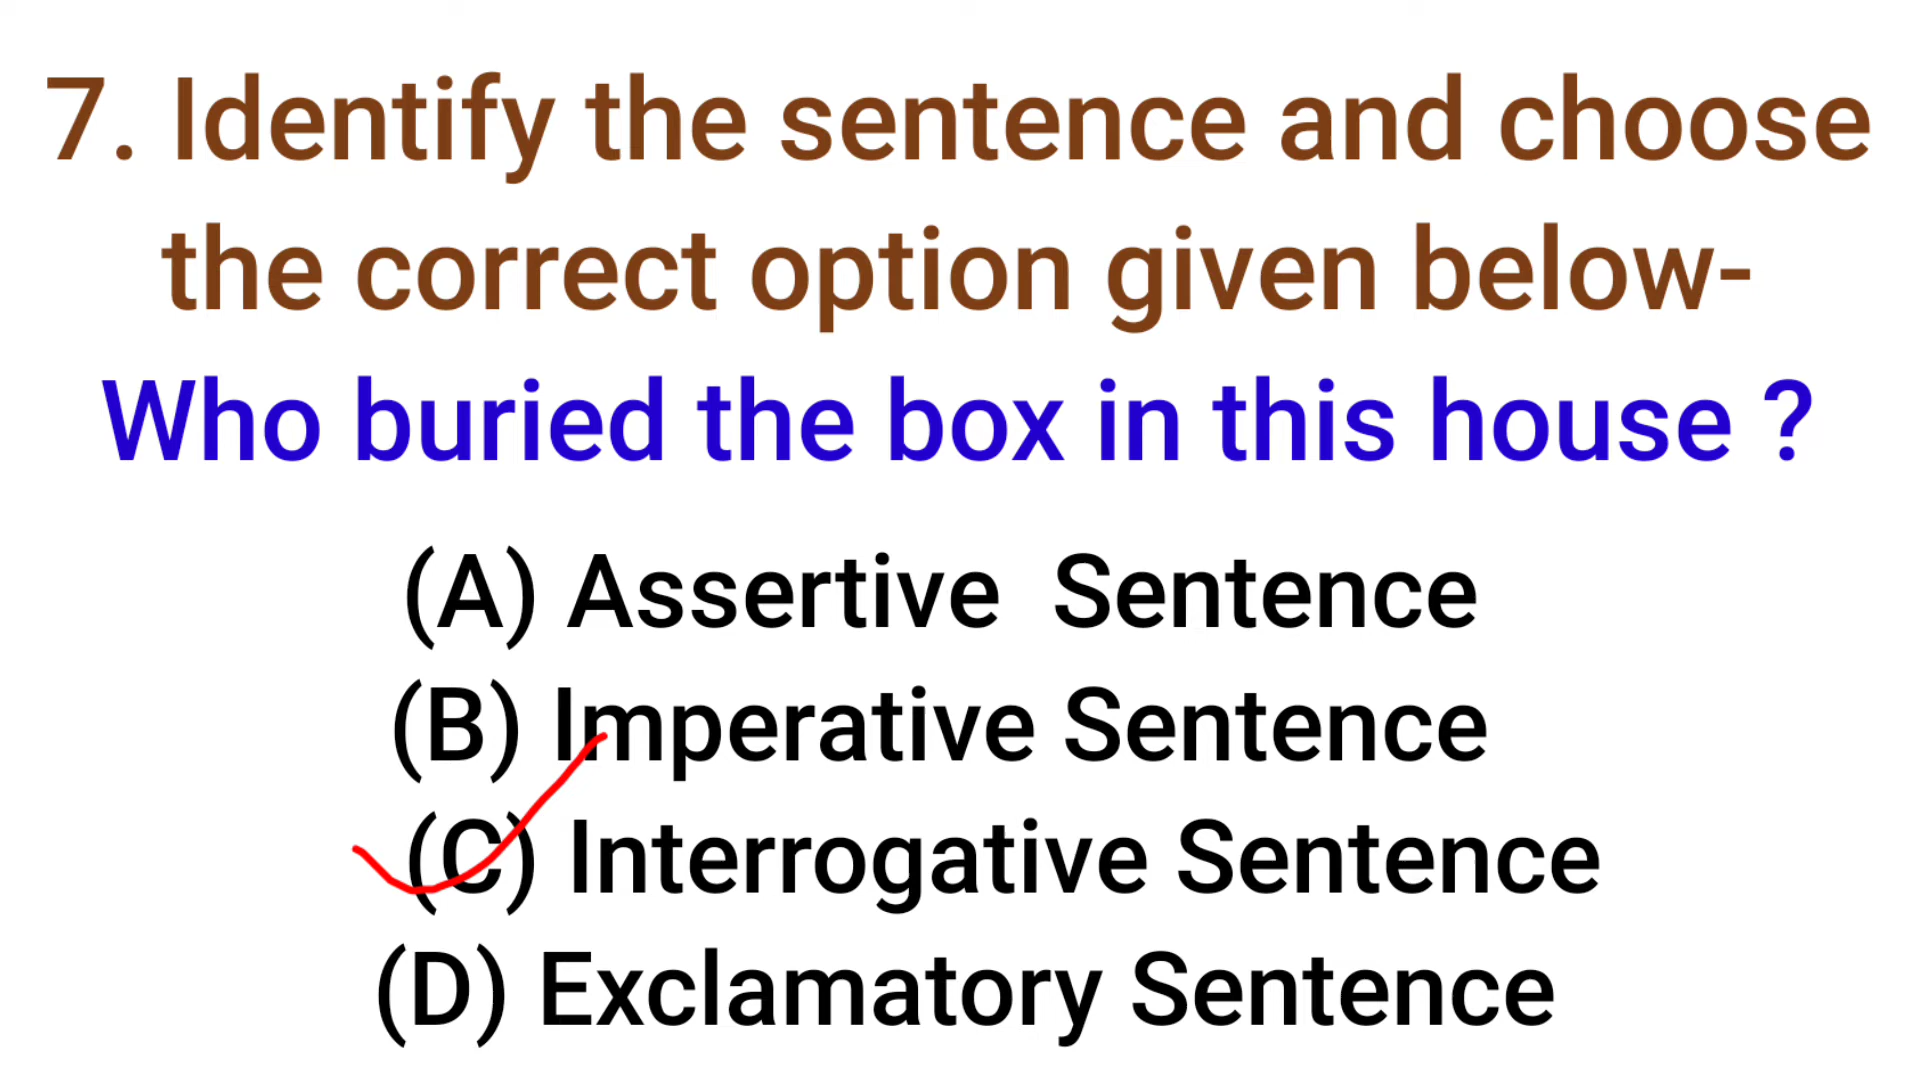 7. Identify the sentence and choose
the correct option given below-
Who buried the box in this house ?
(A) Assertive  Sentence
(B) Imperative Sentence
(C) Interrogative Sentence
(D) Exclamatory Sentence